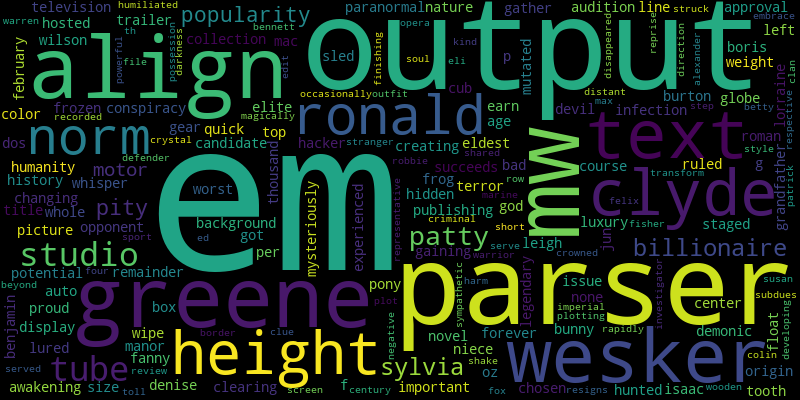 television humiliated paranormal nature gather audition line struck approval
warren hosted trailer popularity opera reprise embrace
wilson th bennett output disappeared left
february align collection mac soul direction alexander boris
powerful possession darkness edit finishing kind eli p mutated weight
file sled occasionally outfit distant max burton globe
color frozen conspiracy elite magically cub earn devil infection step betty lorraine clan
recorded ronald age roman respective
norm gear quick top stranger creating eldest text style
dos crystal hacker robbie frog row bad course g
defender candidate succeeds terror ruled
humanity motor thousand em shared hidden mw transform
history whisper worst god clyde grandfather patrick
changing pity mysteriously experienced representative publishing marine felix
title whole background criminal short luxury fisher staged
picture opponent got patty serve leigh jun
studio sport ed per gaining warrior crowned billionaire
potential remainder sympathetic legendary issue investigator susan
beyond four pony harm none center subdues
auto greene plot parser imperial float developing
proud box border negative plotting rapidly
display wipe clue novel forever bunny demonic
benjamin lured manor height niece wesker colin
fanny sylvia shake origin
served tube review oz
awakening size denise clearing f century important chosen hunted isaac wooden tooth
toll screen fox resigns